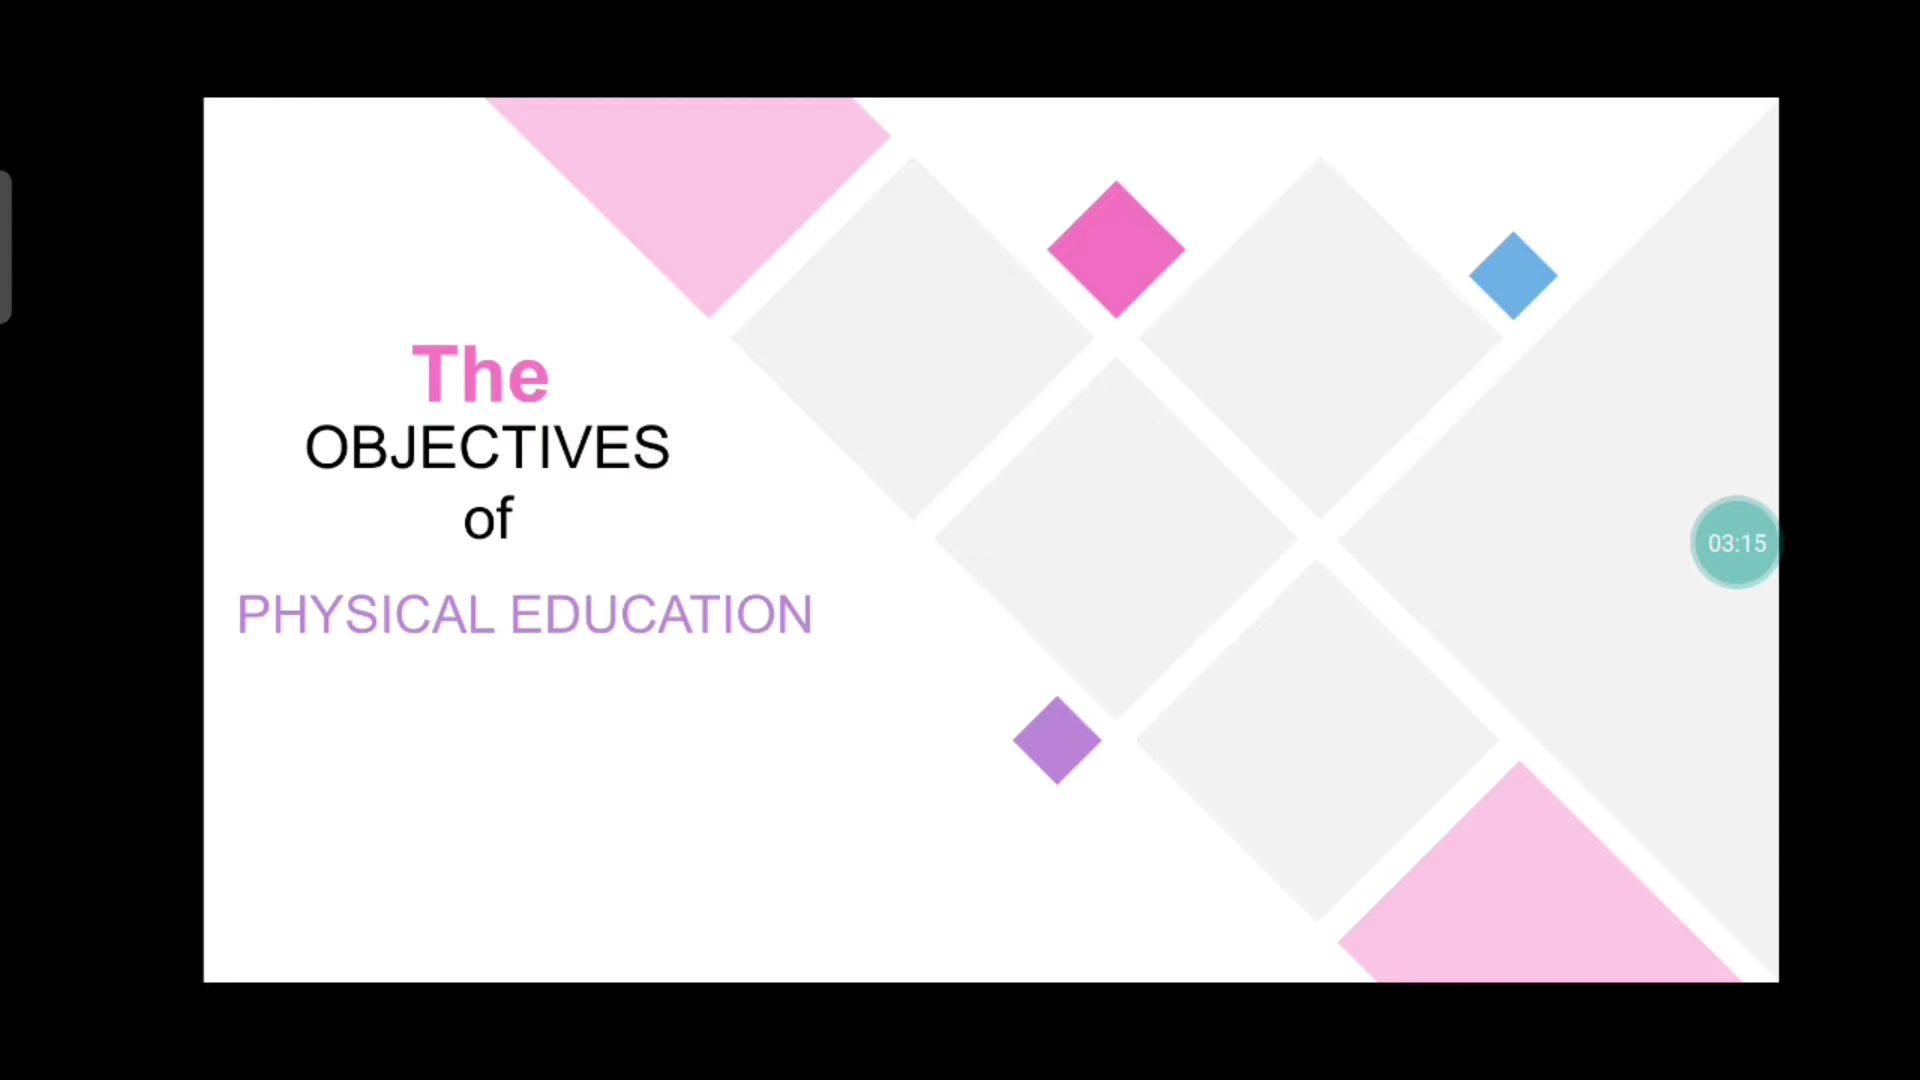 The
OBJECTIVES
of
PHYSICAL EDUCATION
03:15